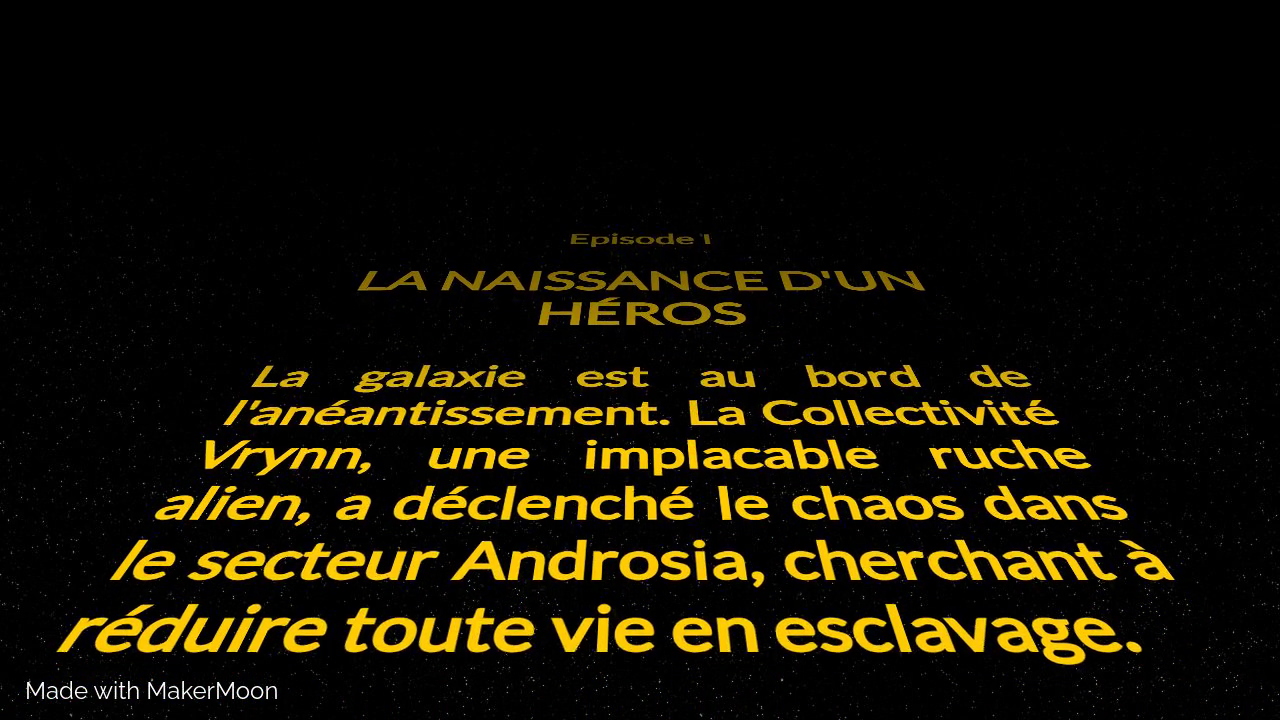 Episode 1
LA NAISSANCE D'UN
HÉROS
La galaxie est au bord de
l'anéantissement. La Collectivité
Vrynn, une implacable ruche
alien, a déclenché le chaos dans
le secteur Androsia, cherchant à
réduire toute vie en esclavage.
Made with MakerMoon